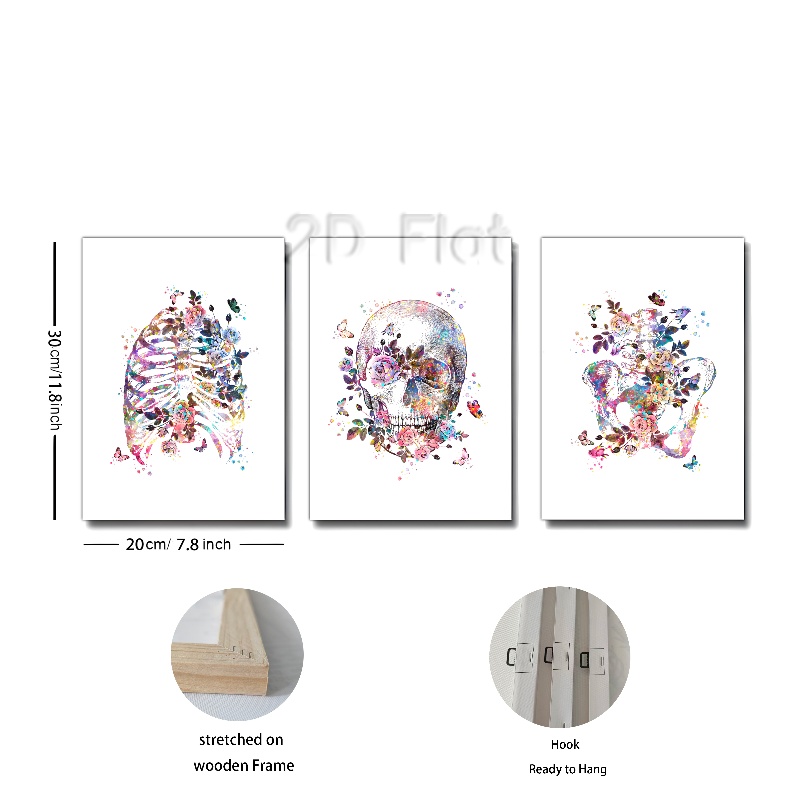 2D Flat
30cm/11.8inch
20cm/ 7.8 inch
stretched on
wooden Frame
Hook
Ready to Hang